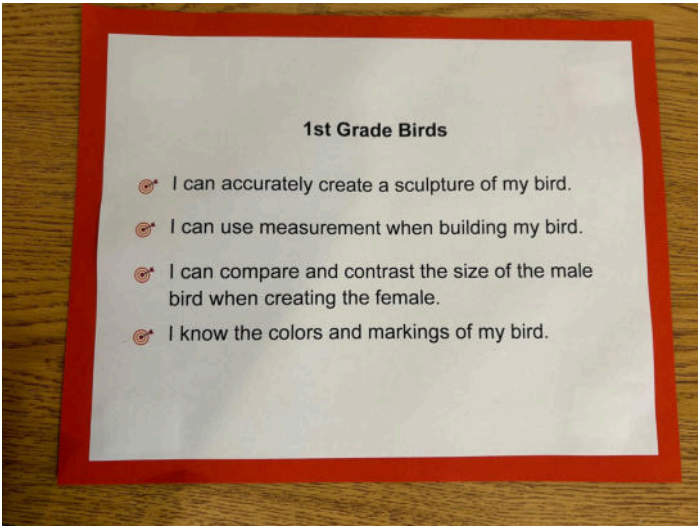 1st Grade Birds
I can accurately create a sculpture of my bird.
I can use measurement when building my bird.
I can compare and contrast the size of the male
bird when creating the female.
I know the colors and markings of my bird.